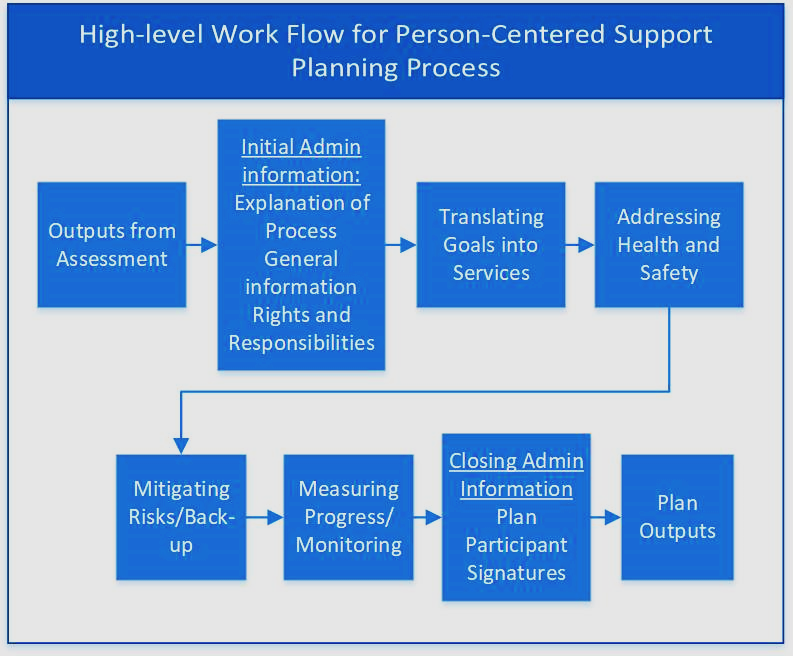 High-level Work Flow for Person-Centered Support
Planning Process
Outputs from
Assessment
Initial Admin
information:
Explanation of
Process
General
information
Rights and
Responsibilities
Translating
Goals into
Services
Addressing
Health and
Safety
Mitigating
Risks/Back-
up
Measuring
Progress/
Monitoring
Closing Admin
Information
Plan
Participant
Signatures
Plan
Outputs